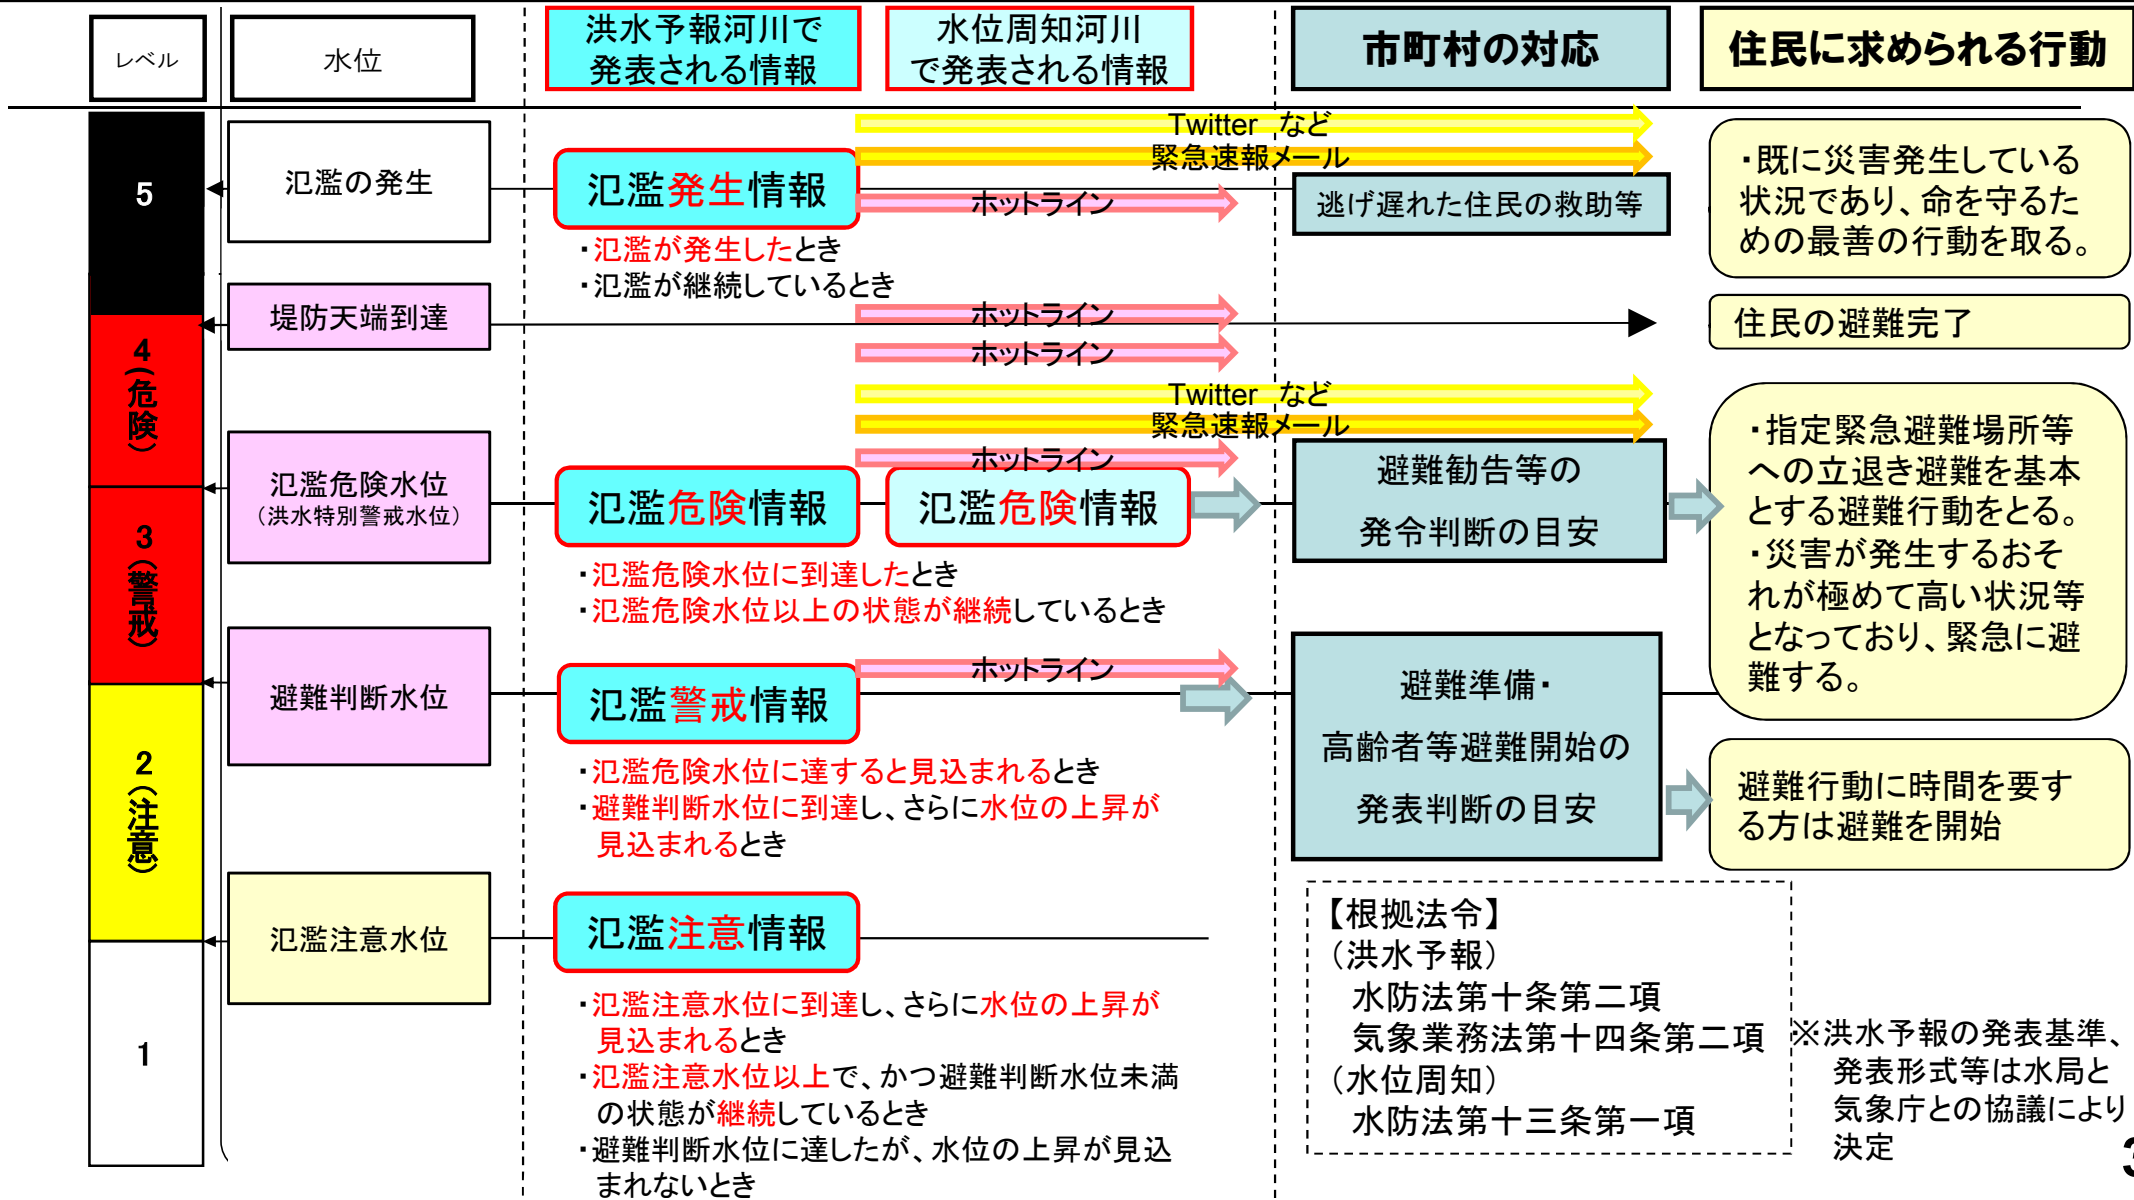 レベル
水位
洪水予報河川で
発表される情報
水位周知河川
で発表される情報
市町村の対応
住民に求められる行動
5
氾濫の発生
氾濫発生情報
・氾濫が発生したとき
・氾濫が継続しているとき
Twitter など
緊急速報メール
ホットライン
逃げ遅れた住民の救助等
・既に災害発生している
状況であり、命を守るた
めの最善の行動を取る。
堤防天端到達
ホットライン
ホットライン
住民の避難完了
4(危険)
Twitter など
緊急速報メール
ホットライン
氾濫危険水位
(洪水特別警戒水位)
氾濫危険情報
氾濫危険情報
・氾濫危険水位に到達したとき
・氾濫危険水位以上の状態が継続しているとき
避難勧告等の
発令判断の目安
・指定緊急避難場所等
への立退き避難を基本
とする避難行動をとる。
・災害が発生するおそ
れが極めて高い状況等
となっており、緊急に避
難する。
3(警戒)
避難判断水位
氾濫警戒情報
ホットライン
・氾濫危険水位に達すると見込まれるとき
・避難判断水位に到達し、さらに水位の上昇が
見込まれるとき
避難準備・
高齢者等避難開始の
発表判断の目安
避難行動に時間を要す
る方は避難を開始
2(注意)
氾濫注意水位
氾濫注意情報
・氾濫注意水位に到達し、さらに水位の上昇が
見込まれるとき
・氾濫注意水位以上で、かつ避難判断水位未満
の状態が継続しているとき
・避難判断水位に達したが、水位の上昇が見込
まれないとき
1
【根拠法令】
(洪水予報)
水防法第十条第二項
気象業務法第十四条第二項
(水位周知)
水防法第十三条第一項
※洪水予報の発表基準、
発表形式等は水局と
気象庁との協議により
決定